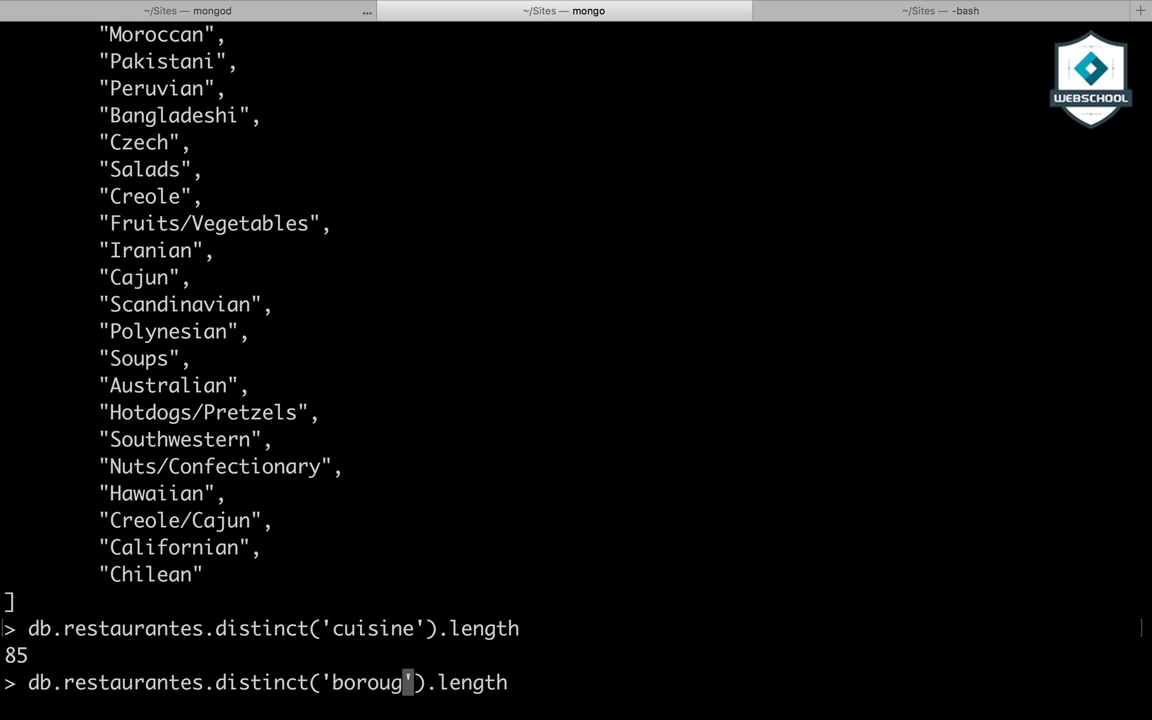 ~/Sites — mongod
...
~/Sites — mongo
~/Sites — -bash
+
"Moroccan",
"Pakistani",
"Peruvian",
"Bangladeshi",
"Czech",
"Salads",
"Creole",
"Fruits/Vegetables",
"Iranian",
"Cajun",
"Scandinavian",
"Polynesian",
"Soups",
"Australian",
"Hotdogs/Pretzels",
"Southwestern",
"Nuts/Confectionary",
"Hawaiian",
"Creole/Cajun",
"Californian",
"Chilean"
]
> db.restaurantes.distinct('cuisine').length
85
> db.restaurantes.distinct('boroug').length
WEBSCHOOL